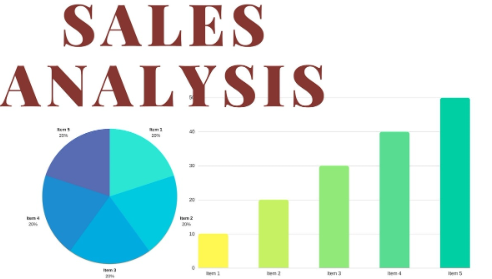 SALES
ANALYSIS
Item 5
20%
Item 1
20%
Item 4
20%
Item 2
20%
Item 3
20%
50
40
30
20
10
0
Item 1
Item 2
Item 3
Item 4
Item 5